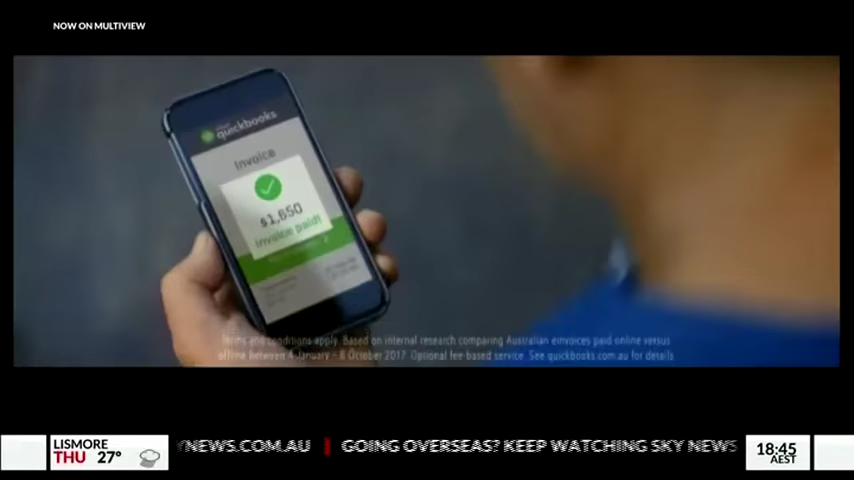 NOW ON MULTIVIEW
quickbooks
Invoice
$1,650
Invoice paid!
Terms and conditions apply. Based on internal research comparing Australian einvoices paid online versus
offline between 4 January – 8 October 2017. Optional fee-based service. See quickbooks.com.au for details
LISMORE
THU 27°
NEWS.COM.AU | GOING OVERSEAS? KEEP WATCHING SKY NEWS
18:45
AEST